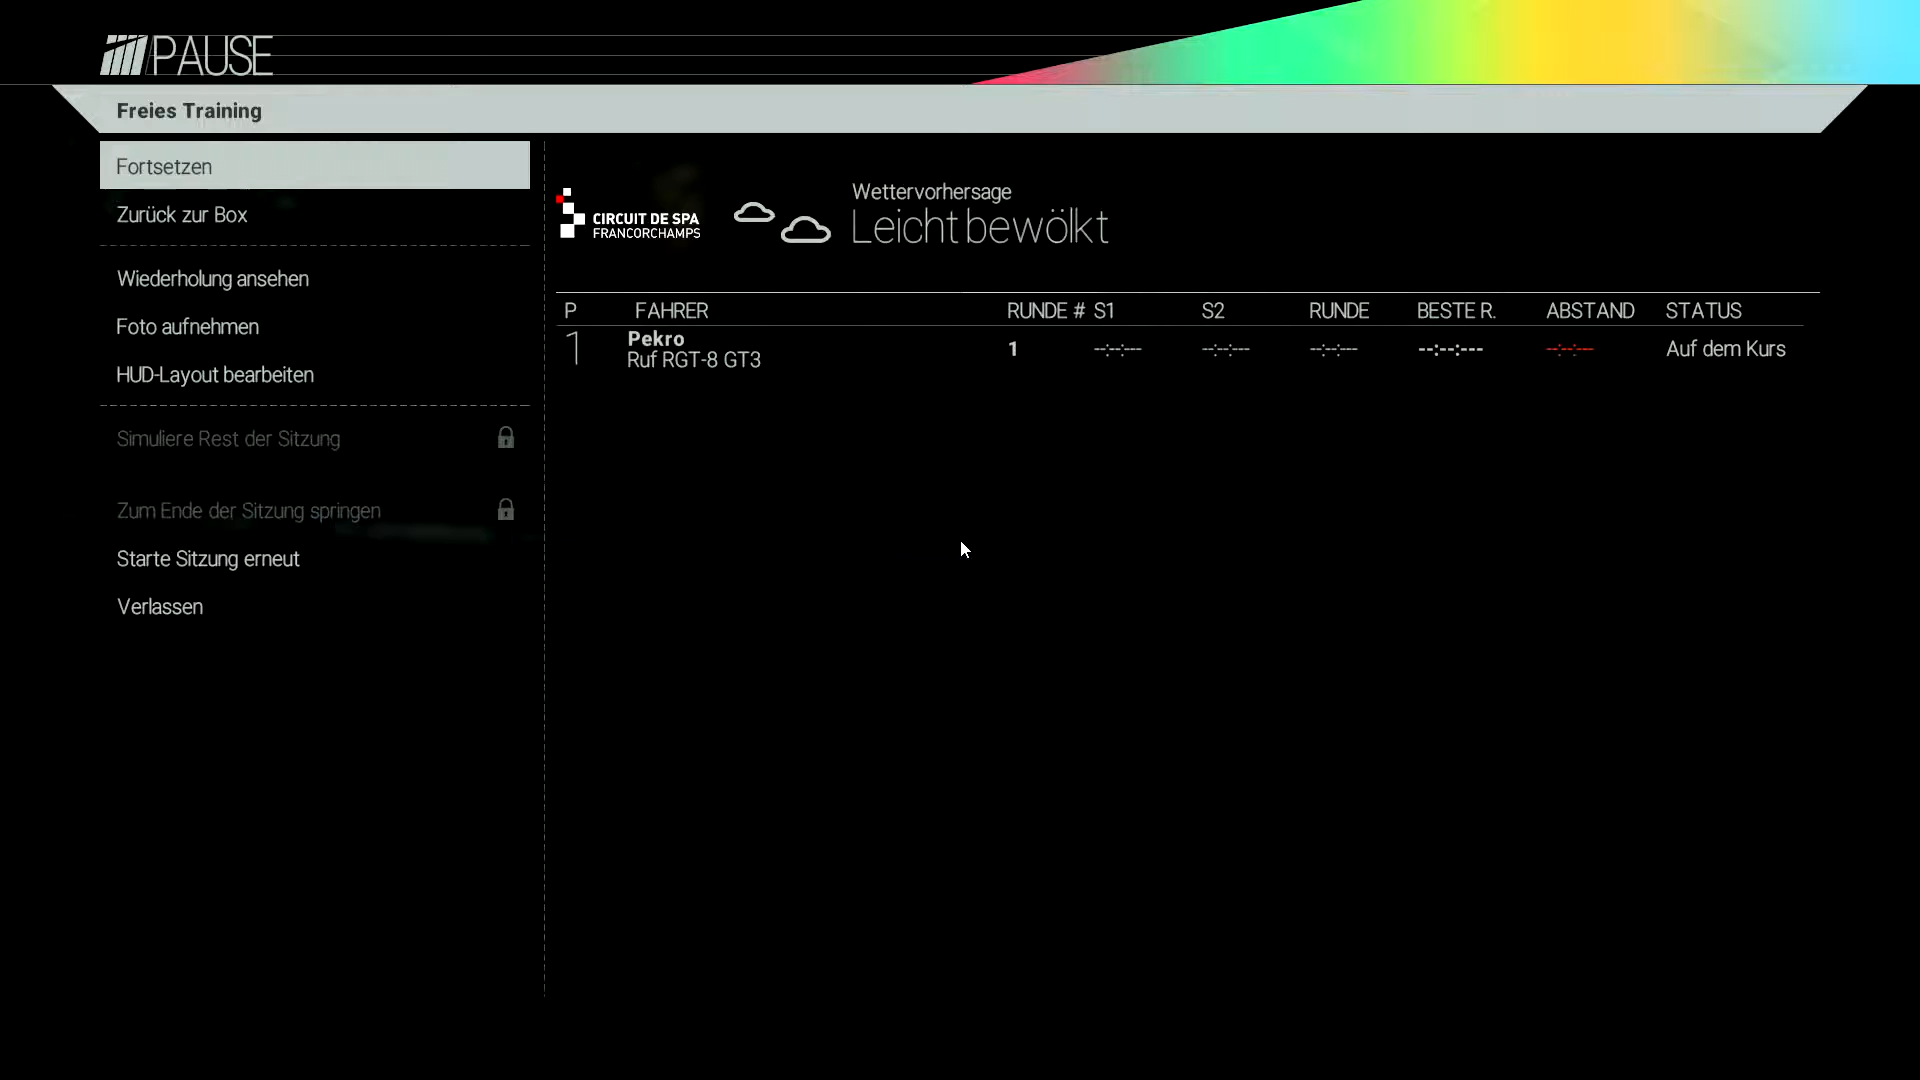 PAUSE
Freies Training
Fortsetzen
Zurück zur Box
Wiederholung ansehen
Foto aufnehmen
HUD-Layout bearbeiten
Simuliere Rest der Sitzung
Zum Ende der Sitzung springen
Starte Sitzung erneut
Verlassen
CIRCUIT DE SPA
FRANCORCHAMPS
Wettervorhersage
Leicht bewölkt
P FAHRER RUNDE # S1 S2 RUNDE BESTE R. ABSTAND STATUS
1 Pekro 1 --:--:--- --:--:--- --:--:--- --:--:--- --:--:--- Auf dem Kurs
Ruf RGT-8 GT3